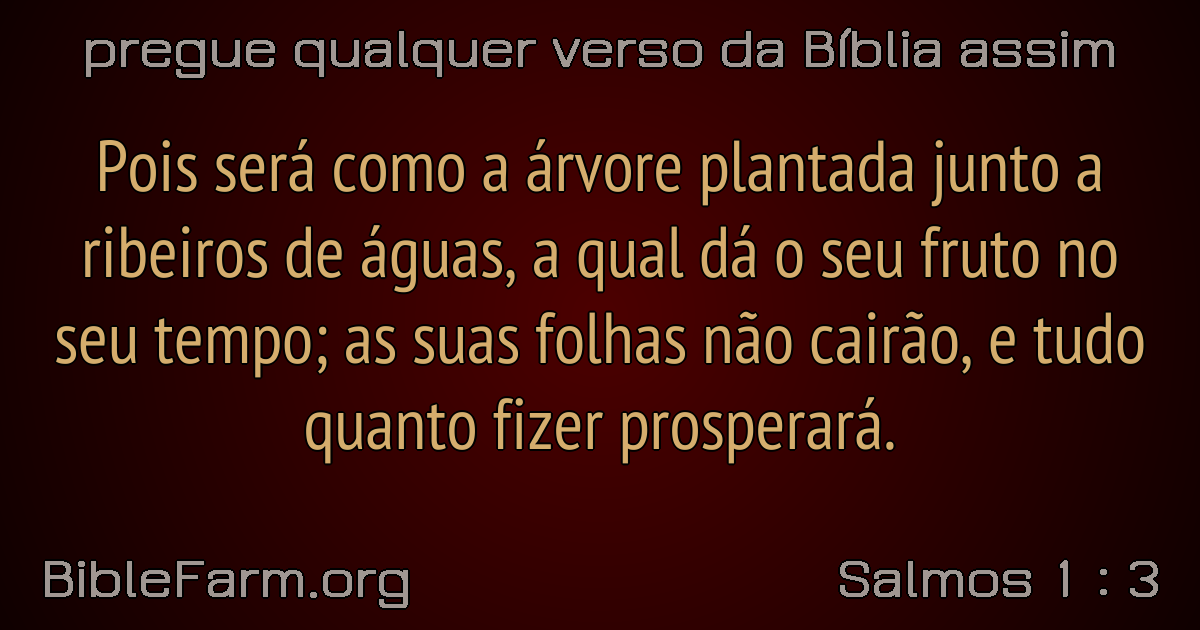 pregue qualquer verso da Bíblia assim
Pois será como a árvore plantada junto a
ribeiros de águas, a qual dá o seu fruto no
seu tempo; as suas folhas não cairão, e tudo
quanto fizer prosperará.
BibleFarm.org
Salmos 1 : 3